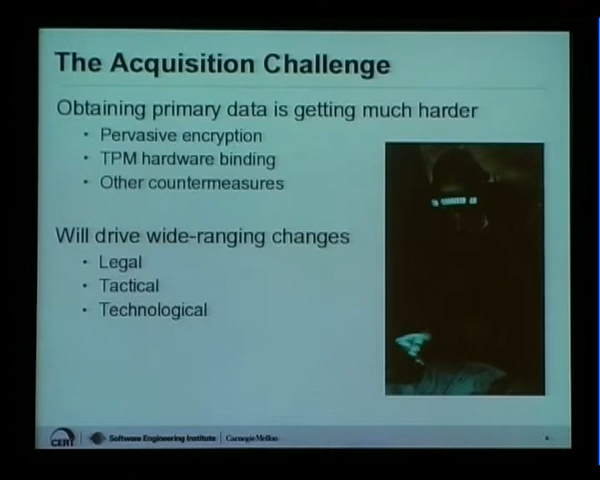 The Acquisition Challenge
Obtaining primary data is getting much harder
• Pervasive encryption
• TPM hardware binding
• Other countermeasures
Will drive wide-ranging changes
• Legal
• Tactical
• Technological
CERT | Software Engineering Institute | Carnegie Mellon